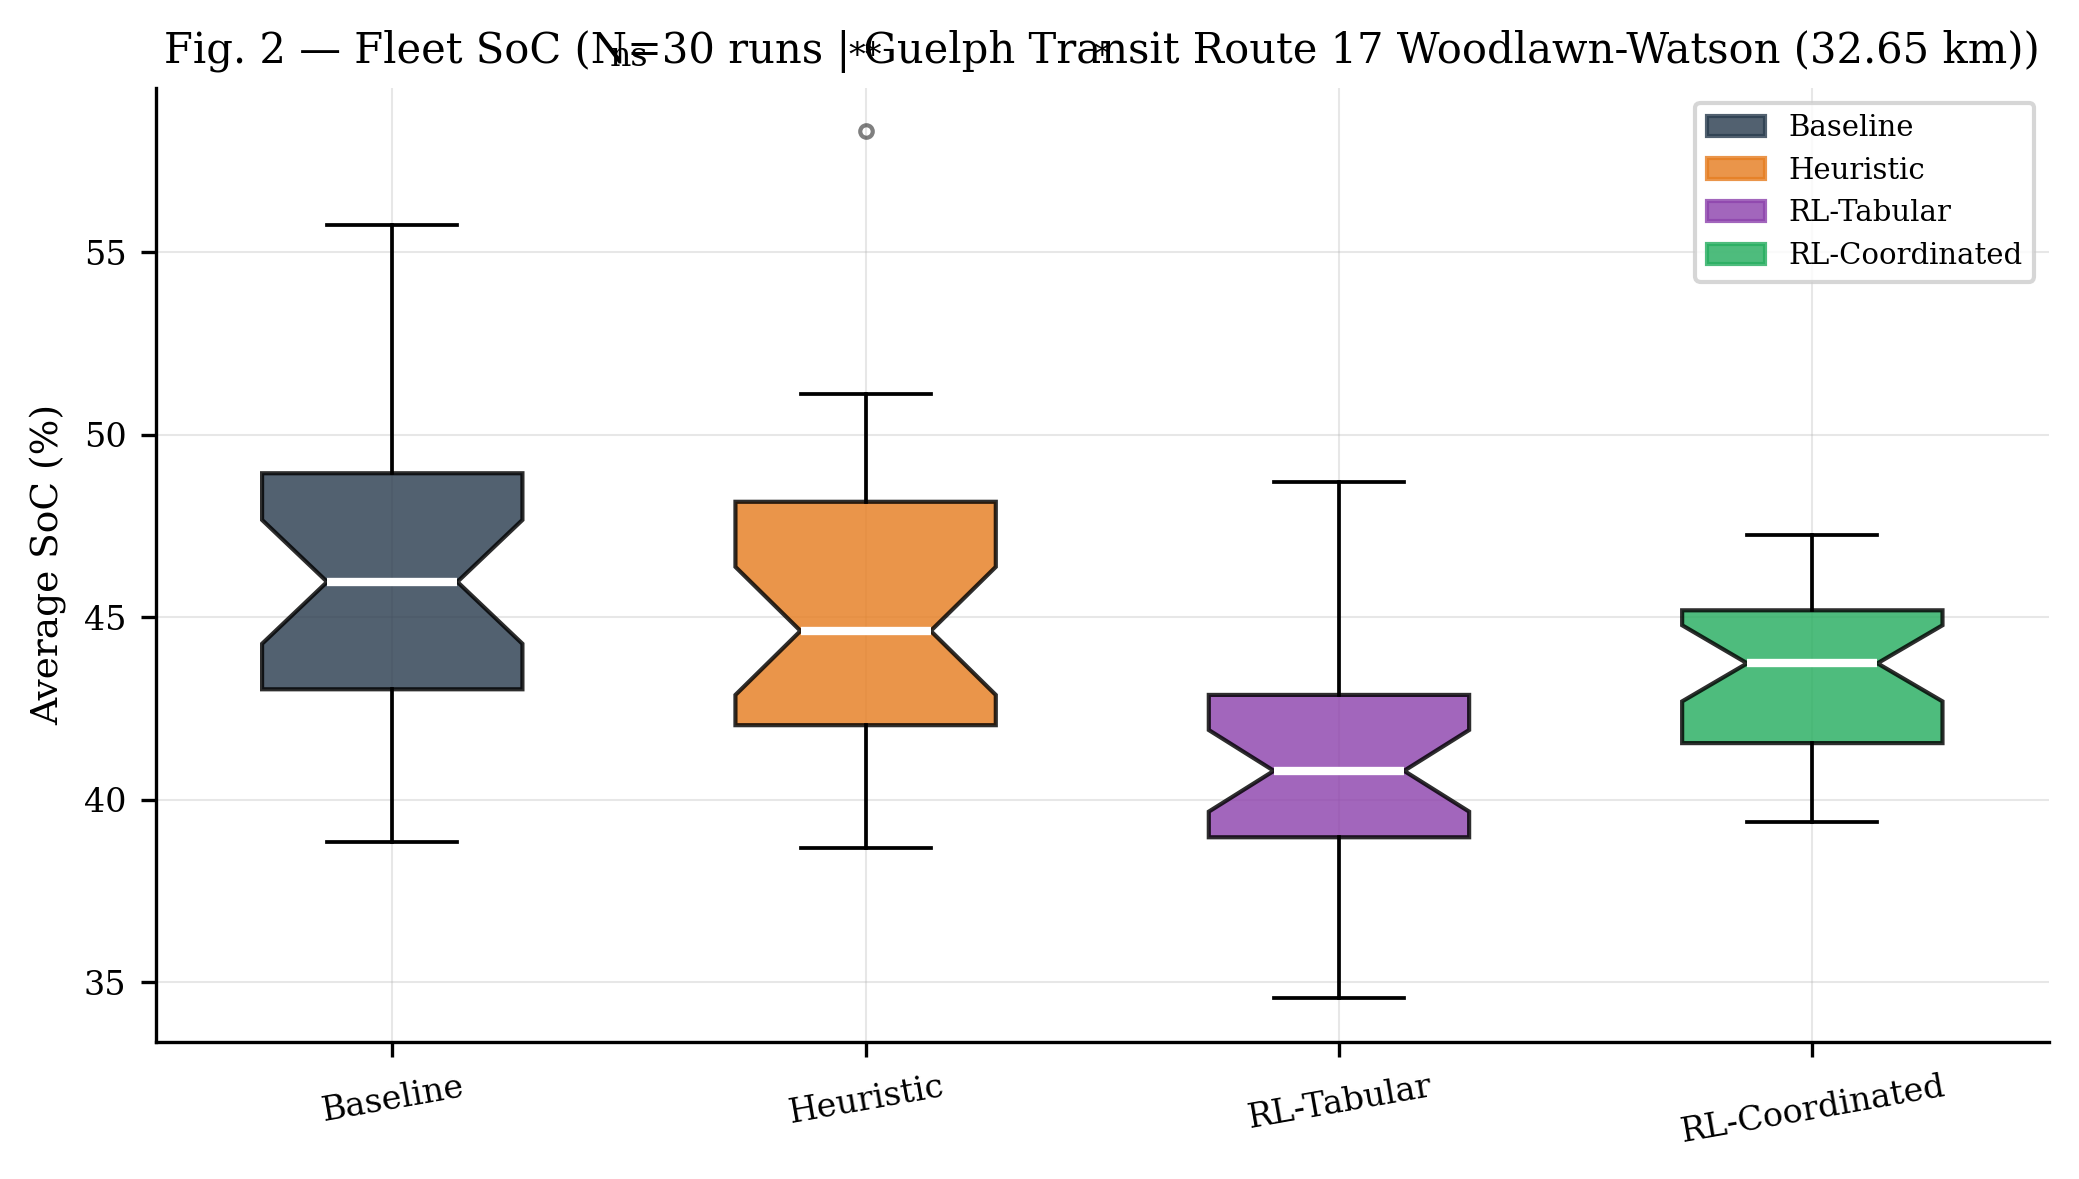 Fig. 2 — Fleet SoC (N=30 runs | Guelph Transit Route 17 Woodlawn-Watson (32.65 km))
ns
**
*
Baseline
Heuristic
RL-Tabular
RL-Coordinated
Average SoC (%)
55
50
45
40
35
Baseline
Heuristic
RL-Tabular
RL-Coordinated